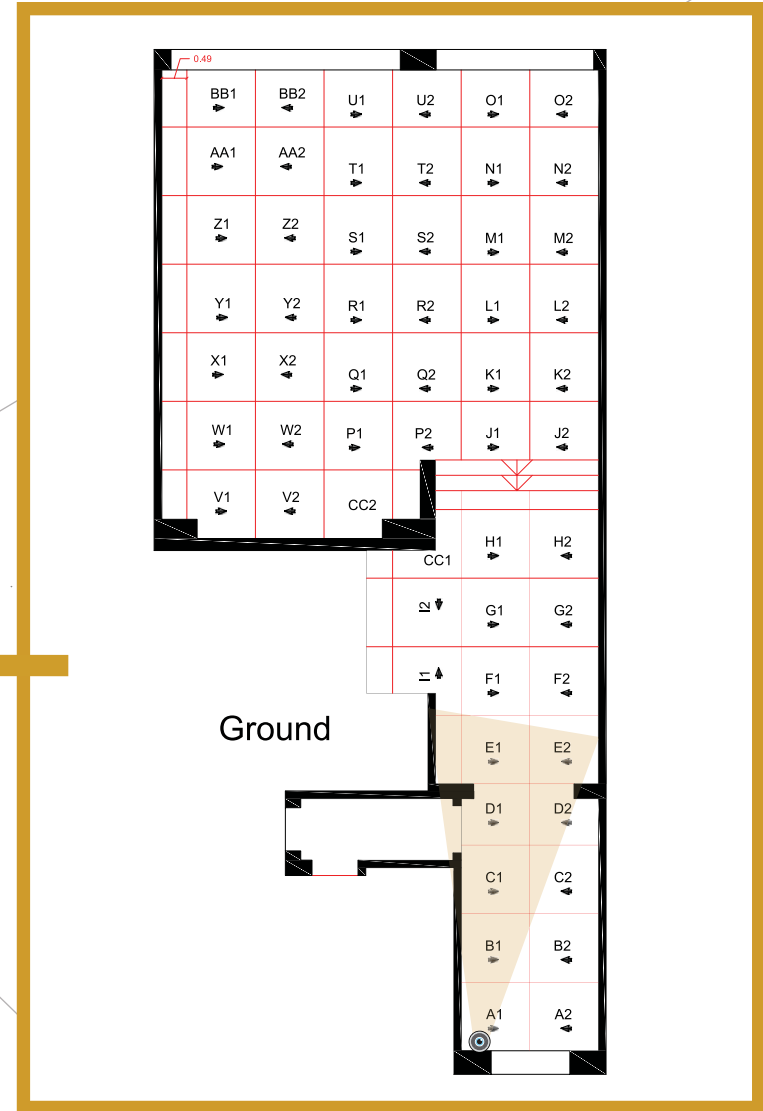 0.49
BB1 BB2 U1 U2 O1 O2
AA1 AA2 T1 T2 N1 N2
Z1 Z2 S1 S2 M1 M2
Y1 Y2 R1 R2 L1 L2
X1 X2 Q1 Q2 K1 K2
W1 W2 P1 P2 J1 J2
V1 V2 CC2
H1 H2
CC1
I2 G1 G2
I1 F1 F2
Ground
E1 E2
D1 D2
C1 C2
B1 B2
A1 A2